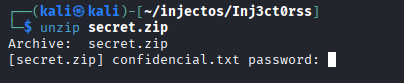 ┌──(kali㉿kali)-[~/injectos/Inj3ct0rss]
└─$ unzip secret.zip
Archive:  secret.zip
[secret.zip] confidencial.txt password: